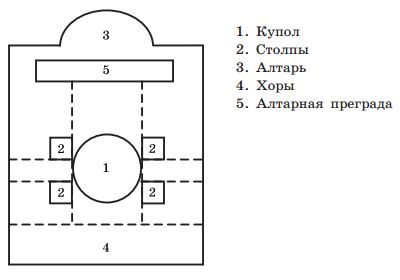 3
5
2 2
1
2 2
4
1. Купол
2. Столпы
3. Алтарь
4. Хоры
5. Алтарная преграда